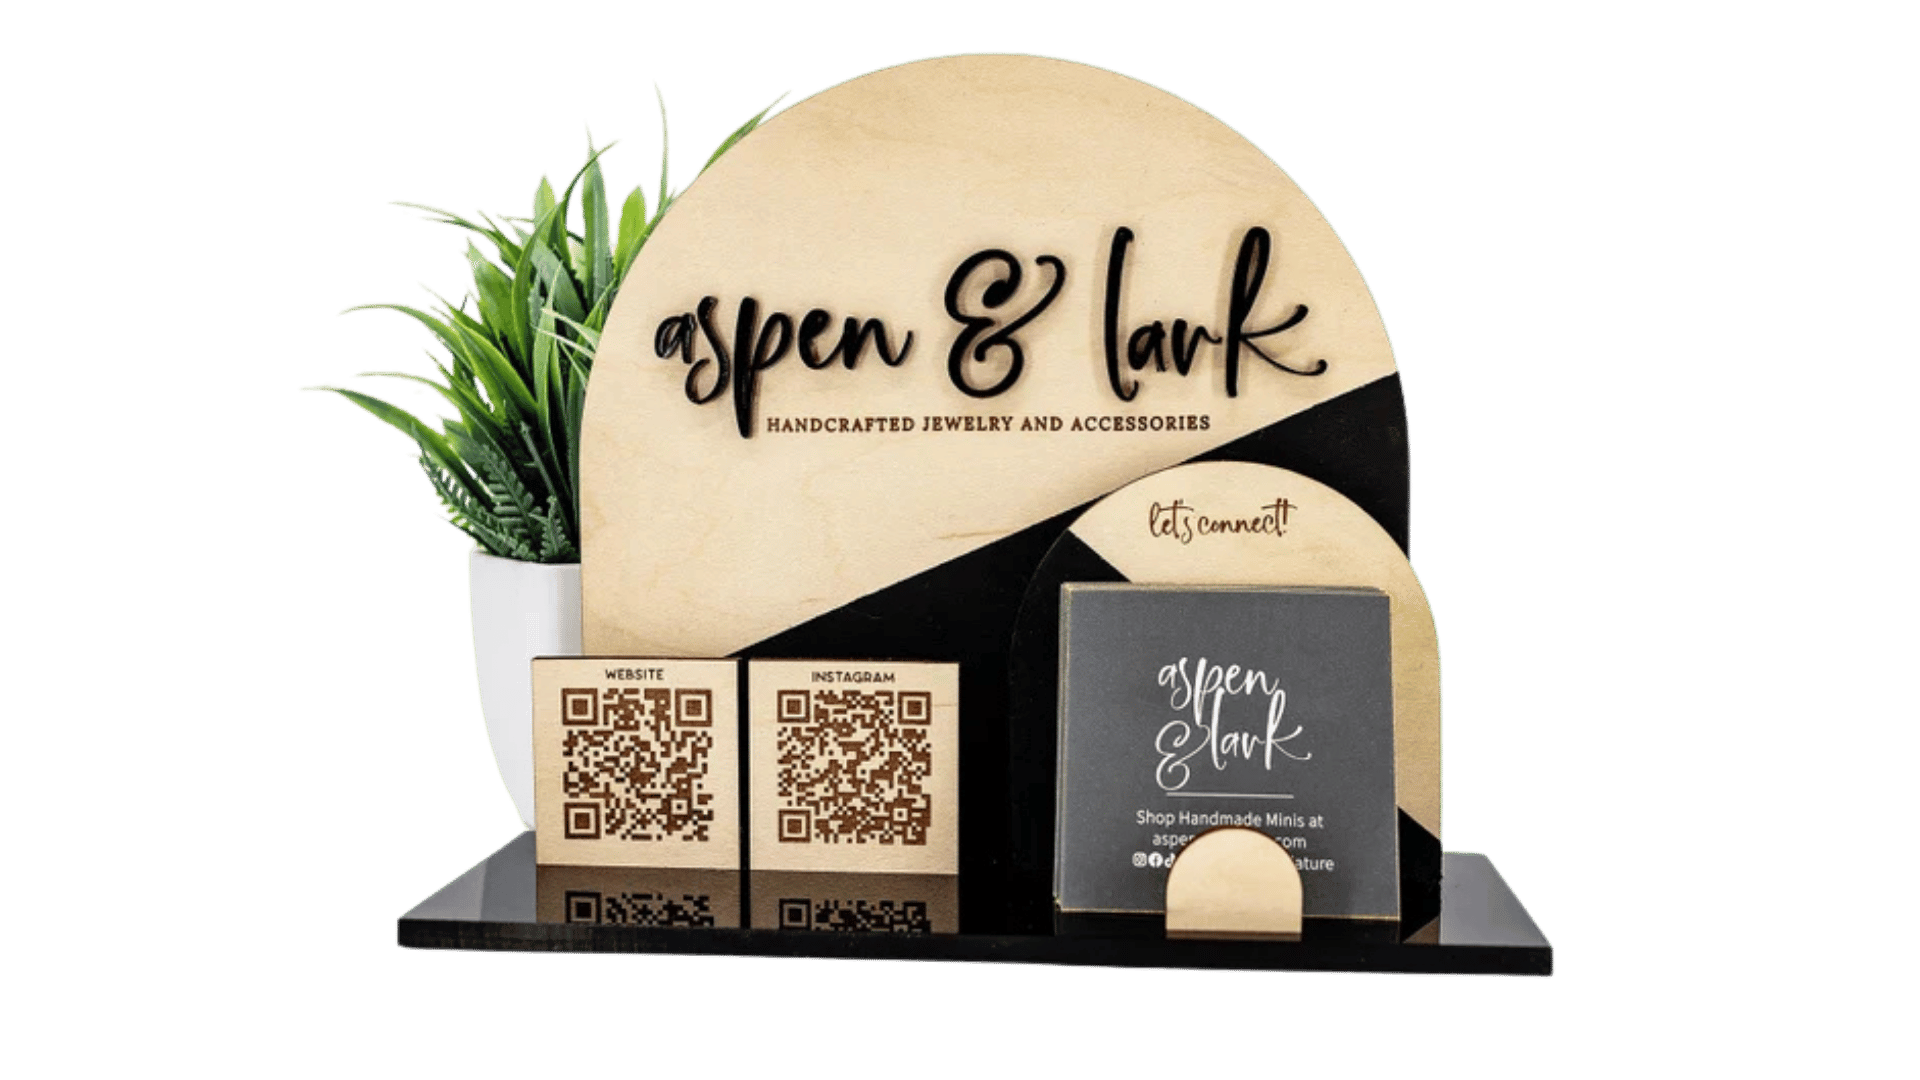 aspen & lark
HANDCRAFTED JEWELRY AND ACCESSORIES
let's connect!
WEBSITE
INSTAGRAM
aspen
& lark
Shop Handmade Minis at